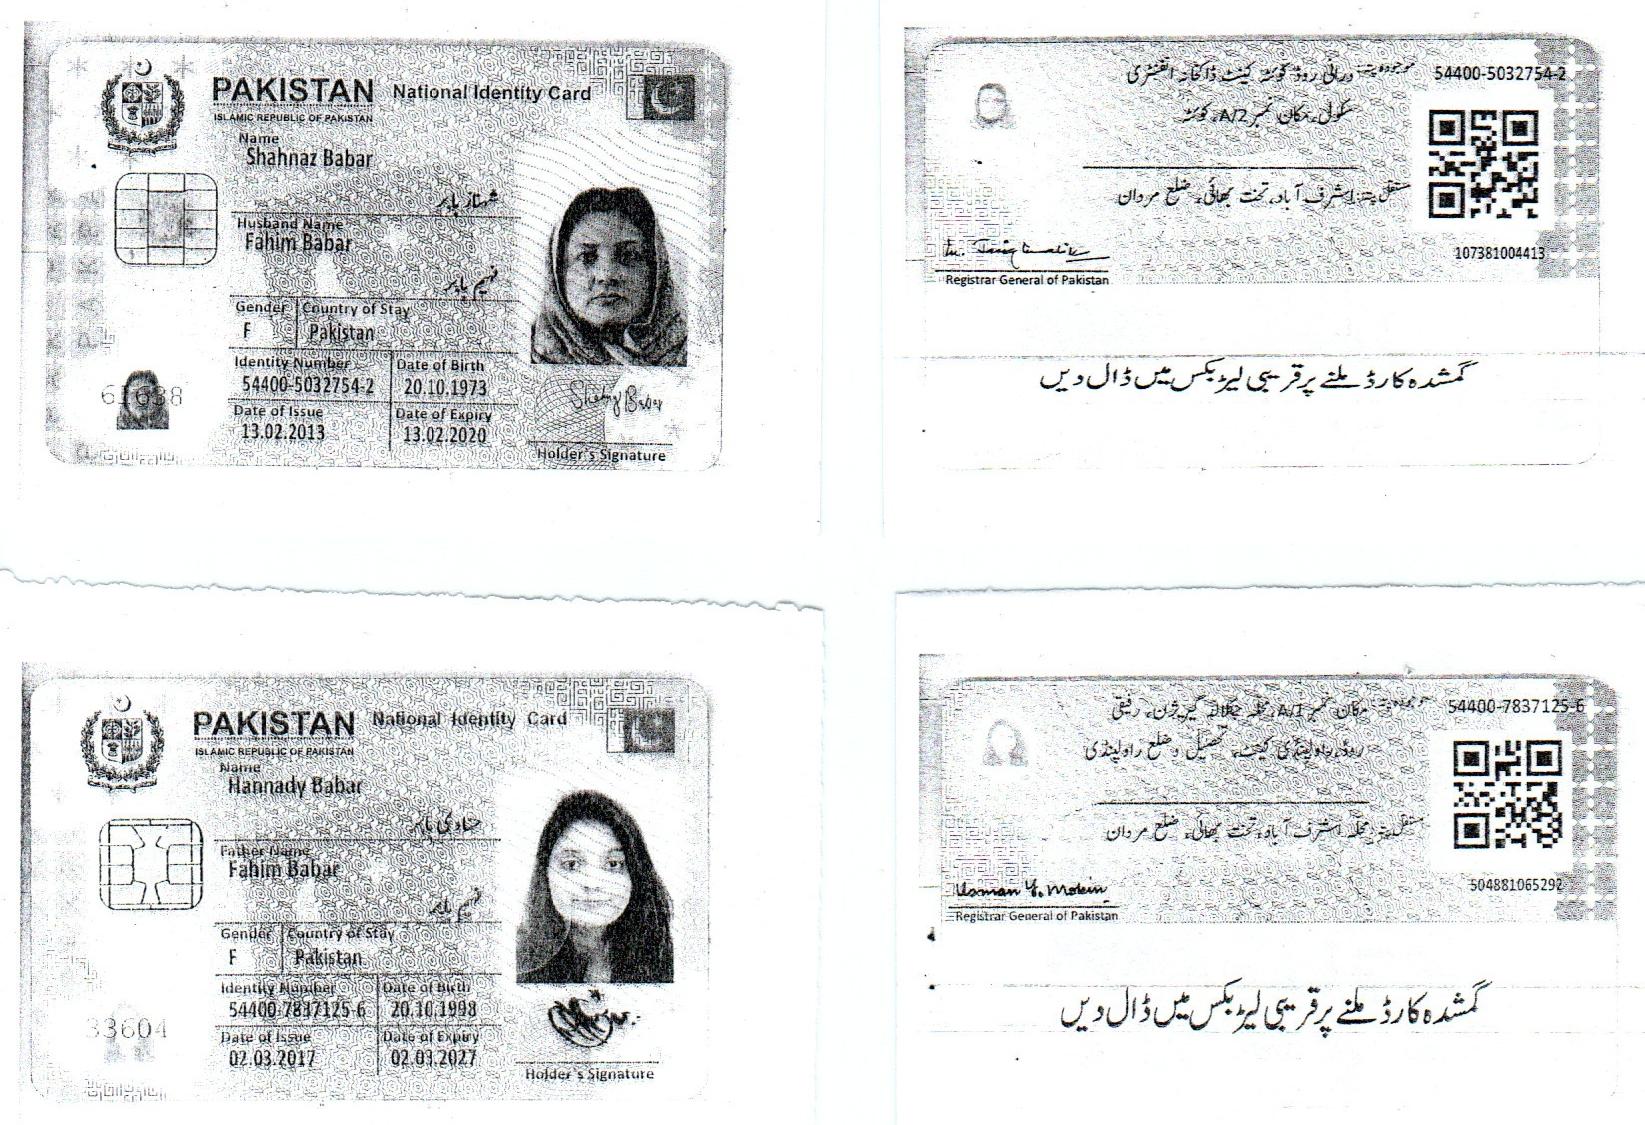 PAKISTAN National Identity Card
ISLAMIC REPUBLIC OF PAKISTAN
Name
Shahnaz Babar
شہناز بابر
Husband Name
Fahim Babar
فہیم بابر
Gender Country of Stay
F Pakistan
Identity Number Date of Birth
54400-5032754-2 20.10.1973
Date of Issue Date of Expiry
13.02.2013 13.02.2020
61638
Holder's Signature
موجودہ پتہ: درانی روڈ کوئٹہ کینٹ ڈاکخانہ انفنٹری
54400-5032754-2
سکول، مکان نمبر A/2، کوئٹہ
مستقل پتہ: اشرف آباد، تخت بھائی، ضلع مردان
107381004413
Registrar General of Pakistan
گمشدہ کارڈ ملنے پر قریبی لیٹر بکس میں ڈال دیں
PAKISTAN National Identity Card
ISLAMIC REPUBLIC OF PAKISTAN
Name
Hannady Babar
حنادی بابر
Father Name
Fahim Babar
فہیم بابر
Gender Country of Stay
F Pakistan
Identity Number Date of Birth
54400-7837125-6 20.10.1998
Date of Issue Date of Expiry
02.03.2017 02.03.2027
33604
Holder's Signature
موجودہ پتہ: مکان نمبر A/1، محلہ گیریژن، رفیقی
54400-7837125-6
روڈ، راولپنڈی کینٹ، تحصیل و ضلع راولپنڈی
مستقل پتہ: محلہ اشرف آباد، تخت بھائی، ضلع مردان
504881065292
Usman Y. Mobin
Registrar General of Pakistan
گمشدہ کارڈ ملنے پر قریبی لیٹر بکس میں ڈال دیں